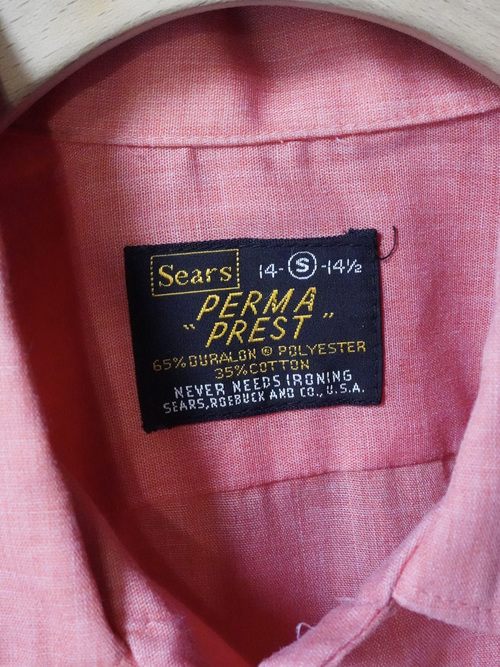 Sears 14-S-14½
PERMA
"PREST"
65% DURALON ® POLYESTER
35% COTTON
NEVER NEEDS IRONING
SEARS, ROEBUCK AND CO., U.S.A.